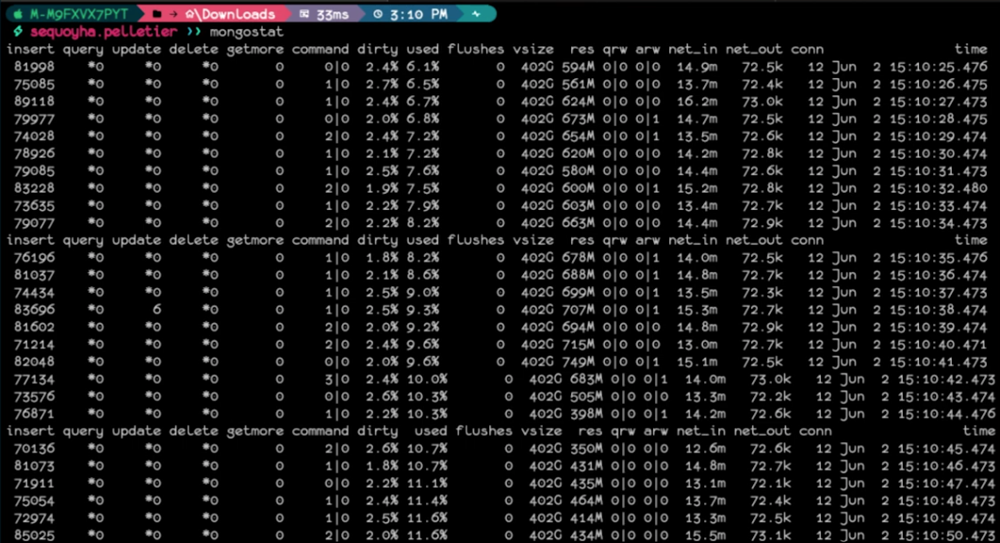 M-M9FXVX7PYT → \Downloads 33ms 3:10 PM
sequoyha.pelletier ❯❯ mongostat
insert query update delete getmore command dirty used flushes vsize res qrw arw net_in net_out conn time
81998 *0 *0 *0 0 0|0 2.4% 6.1% 0 402G 594M 0|0 0|0 14.9m 72.5k 12 Jun 2 15:10:25.476
75085 *0 *0 *0 0 1|0 2.7% 6.5% 0 402G 561M 0|0 0|0 13.7m 72.4k 12 Jun 2 15:10:26.475
89118 *0 *0 *0 0 1|0 2.4% 6.7% 0 402G 624M 0|0 0|0 16.2m 73.0k 12 Jun 2 15:10:27.473
79977 *0 *0 *0 0 0|0 2.0% 6.8% 0 402G 673M 0|0 0|1 14.7m 72.5k 12 Jun 2 15:10:28.475
74028 *0 *0 *0 0 2|0 2.4% 7.2% 0 402G 654M 0|0 0|1 13.5m 72.6k 12 Jun 2 15:10:29.474
78926 *0 *0 *0 0 1|0 2.1% 7.2% 0 402G 620M 0|0 0|0 14.2m 72.8k 12 Jun 2 15:10:30.474
79085 *0 *0 *0 0 1|0 2.5% 7.6% 0 402G 580M 0|0 0|1 14.4m 72.6k 12 Jun 2 15:10:31.473
83228 *0 *0 *0 0 2|0 1.9% 7.5% 0 402G 600M 0|0 0|1 15.2m 72.8k 12 Jun 2 15:10:32.480
73635 *0 *0 *0 0 1|0 2.2% 7.9% 0 402G 603M 0|0 0|0 13.4m 72.7k 12 Jun 2 15:10:33.474
79077 *0 *0 *0 0 2|0 2.2% 8.2% 0 402G 663M 0|0 0|0 14.4m 72.9k 12 Jun 2 15:10:34.473
insert query update delete getmore command dirty used flushes vsize res qrw arw net_in net_out conn time
76196 *0 *0 *0 0 1|0 1.8% 8.2% 0 402G 678M 0|0 0|1 14.0m 72.5k 12 Jun 2 15:10:35.476
81037 *0 *0 *0 0 1|0 2.1% 8.6% 0 402G 688M 0|0 0|1 14.8m 72.7k 12 Jun 2 15:10:36.474
74434 *0 *0 *0 0 1|0 2.5% 9.0% 0 402G 699M 0|0 0|1 13.5m 72.3k 12 Jun 2 15:10:37.473
83696 *0 6 *0 0 1|0 2.5% 9.3% 0 402G 707M 0|0 0|1 15.3m 72.7k 12 Jun 2 15:10:38.474
81602 *0 *0 *0 0 2|0 2.0% 9.2% 0 402G 694M 0|0 0|0 14.8m 72.9k 12 Jun 2 15:10:39.474
71214 *0 *0 *0 0 2|0 2.4% 9.6% 0 402G 715M 0|0 0|1 13.0m 72.7k 12 Jun 2 15:10:40.471
82048 *0 *0 *0 0 0|0 2.0% 9.6% 0 402G 749M 0|0 0|1 15.1m 72.5k 12 Jun 2 15:10:41.473
77134 *0 *0 *0 0 3|0 2.4% 10.0% 0 402G 683M 0|0 0|1 14.0m 73.0k 12 Jun 2 15:10:42.473
73576 *0 *0 *0 0 0|0 2.6% 10.3% 0 402G 505M 0|0 0|0 13.3m 72.2k 12 Jun 2 15:10:43.474
76871 *0 *0 *0 0 1|0 2.2% 10.3% 0 402G 398M 0|0 0|1 14.2m 72.6k 12 Jun 2 15:10:44.476
insert query update delete getmore command dirty used flushes vsize res qrw arw net_in net_out conn time
70136 *0 *0 *0 0 2|0 2.6% 10.7% 0 402G 350M 0|0 0|0 12.6m 72.6k 12 Jun 2 15:10:45.474
81073 *0 *0 *0 0 1|0 1.8% 10.7% 0 402G 431M 0|0 0|0 14.8m 72.7k 12 Jun 2 15:10:46.473
71911 *0 *0 *0 0 0|0 2.2% 11.1% 0 402G 435M 0|0 0|0 13.1m 72.1k 12 Jun 2 15:10:47.474
75054 *0 *0 *0 0 1|0 2.4% 11.4% 0 402G 464M 0|0 0|0 13.7m 72.4k 12 Jun 2 15:10:48.473
72974 *0 *0 *0 0 1|0 2.5% 11.6% 0 402G 414M 0|0 0|0 13.3m 72.5k 12 Jun 2 15:10:49.474
85025 *0 *0 *0 0 2|0 2.0% 11.6% 0 402G 434M 0|0 0|0 15.5m 73.1k 12 Jun 2 15:10:50.473